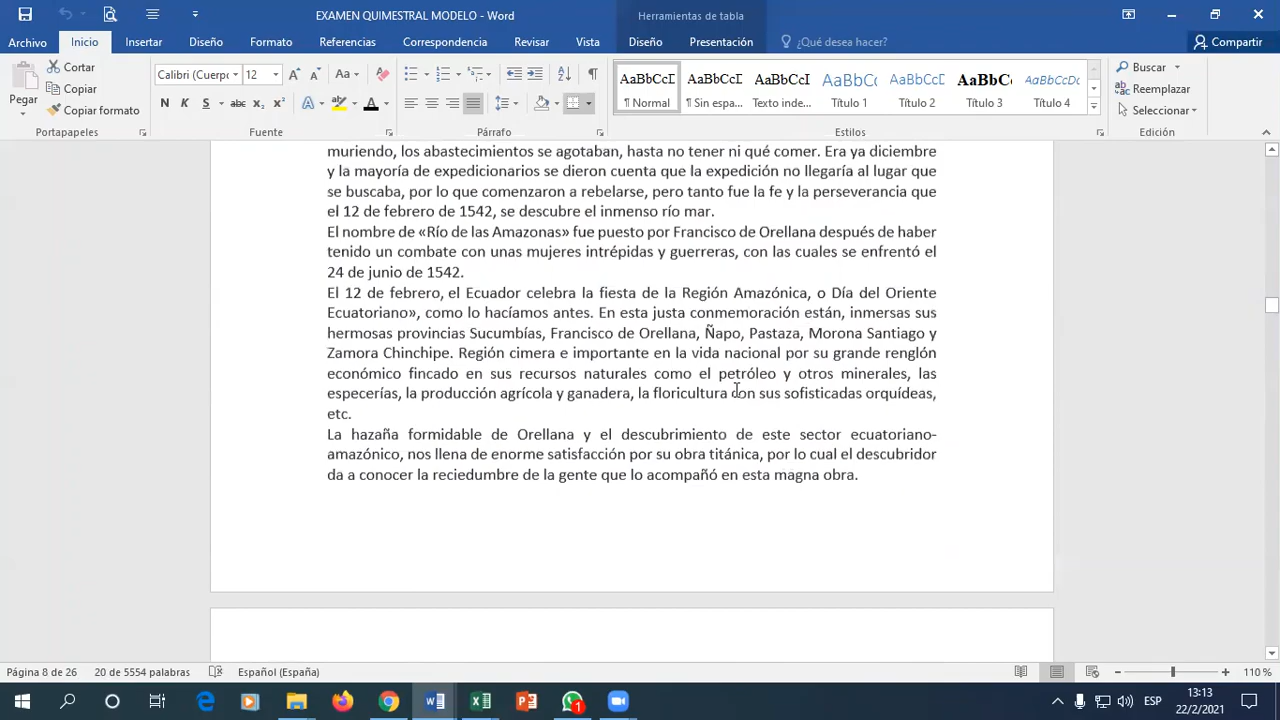 EXAMEN QUIMESTRAL MODELO - Word
Herramientas de tabla
Archivo Inicio Insertar Diseño Formato Referencias Correspondencia Revisar Vista Diseño Presentación ¿Qué desea hacer? Compartir
Pegar
Cortar
Copiar
Copiar formato
Portapapeles
Calibri (Cuerpo 12
Aa
N K S abc x₂ x²
A A
Fuente
Párrafo
AaBbCcD AaBbCcD AaBbCcI AaBbC( AaBbCcD AaBbC( AaBbCcDc
¶ Normal ¶ Sin espa... Texto inde... Título 1 Título 2 Título 3 Título 4
Estilos
Buscar
Reemplazar
Seleccionar
Edición
muriendo, los abastecimientos se agotaban, hasta no tener ni qué comer. Era ya diciembre
y la mayoría de expedicionarios se dieron cuenta que la expedición no llegaría al lugar que
se buscaba, por lo que comenzaron a rebelarse, pero tanto fue la fe y la perseverancia que
el 12 de febrero de 1542, se descubre el inmenso río mar.
El nombre de «Río de las Amazonas» fue puesto por Francisco de Orellana después de haber
tenido un combate con unas mujeres intrépidas y guerreras, con las cuales se enfrentó el
24 de junio de 1542.
El 12 de febrero, el Ecuador celebra la fiesta de la Región Amazónica, o Día del Oriente
Ecuatoriano», como lo hacíamos antes. En esta justa conmemoración están, inmersas sus
hermosas provincias Sucumbías, Francisco de Orellana, Ñapo, Pastaza, Morona Santiago y
Zamora Chinchipe. Región cimera e importante en la vida nacional por su grande renglón
económico fincado en sus recursos naturales como el petróleo y otros minerales, las
especerías, la producción agrícola y ganadera, la floricultura con sus sofisticadas orquídeas,
etc.
La hazaña formidable de Orellana y el descubrimiento de este sector ecuatoriano-
amazónico, nos llena de enorme satisfacción por su obra titánica, por lo cual el descubridor
da a conocer la reciedumbre de la gente que lo acompañó en esta magna obra.
Página 8 de 26 20 de 5554 palabras Español (España) 110 %
1
ESP
13:13
22/2/2021